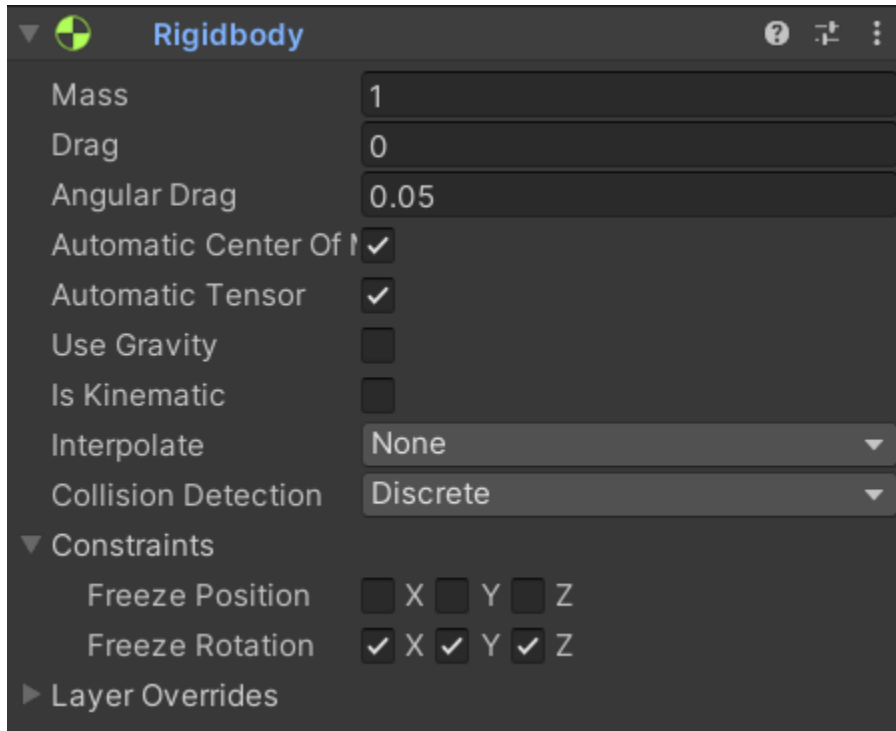 Rigidbody
Mass 1
Drag 0
Angular Drag 0.05
Automatic Center Of
Automatic Tensor
Use Gravity
Is Kinematic
Interpolate None
Collision Detection Discrete
Constraints
Freeze Position X Y Z
Freeze Rotation X Y Z
Layer Overrides